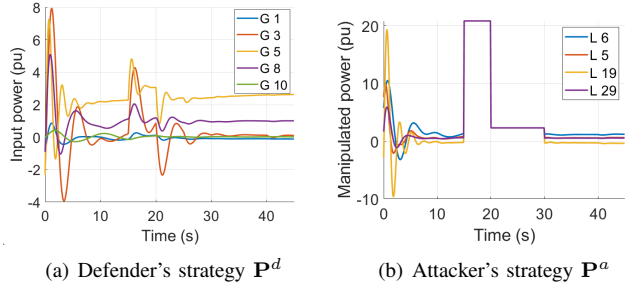 8
6
4
2
0
-2
-4
0
10
20
30
40
Input power (pu)
Time (s)
G 1
G 3
G 5
G 8
G 10
(a) Defender's strategy P^d
20
10
0
-10
0
10
20
30
40
Manipulated power (pu)
Time (s)
L 6
L 5
L 19
L 29
(b) Attacker's strategy P^a